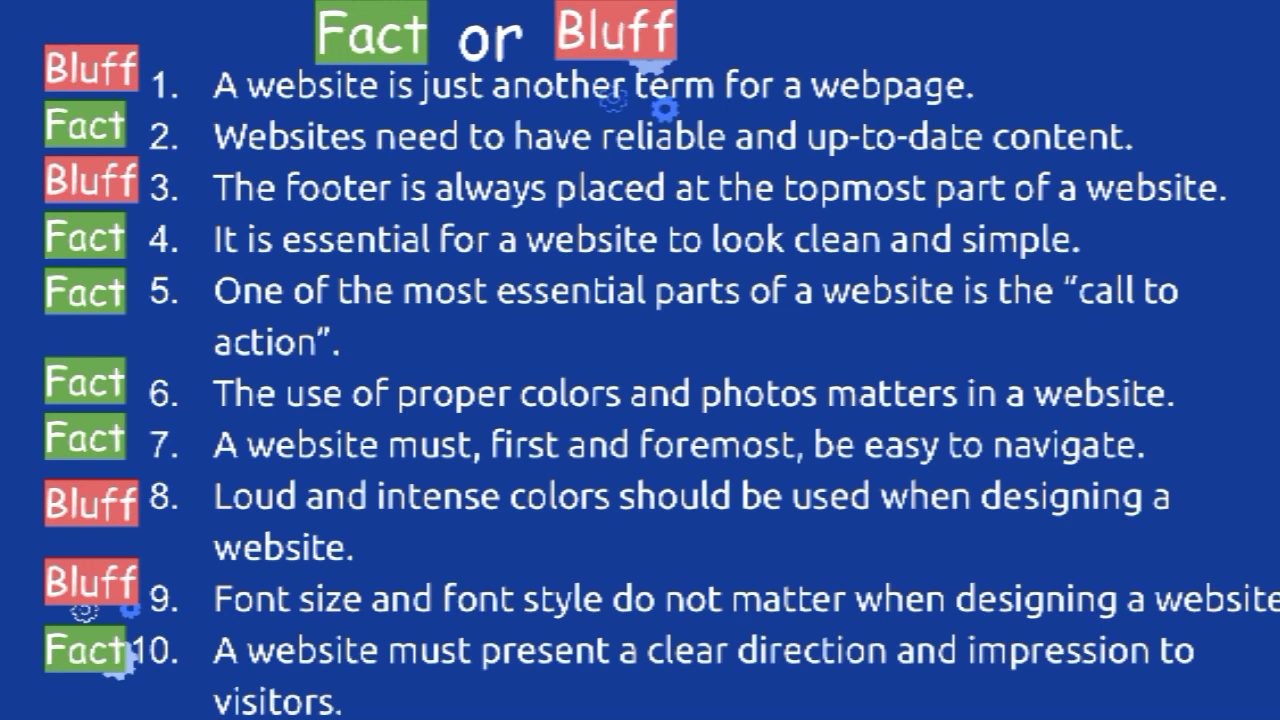 Fact or Bluff
Bluff 1. A website is just another term for a webpage.
Fact 2. Websites need to have reliable and up-to-date content.
Bluff 3. The footer is always placed at the topmost part of a website.
Fact 4. It is essential for a website to look clean and simple.
Fact 5. One of the most essential parts of a website is the “call to
action”.
Fact 6. The use of proper colors and photos matters in a website.
Fact 7. A website must, first and foremost, be easy to navigate.
Bluff 8. Loud and intense colors should be used when designing a
website.
Bluff 9. Font size and font style do not matter when designing a website
Fact 10. A website must present a clear direction and impression to
visitors.